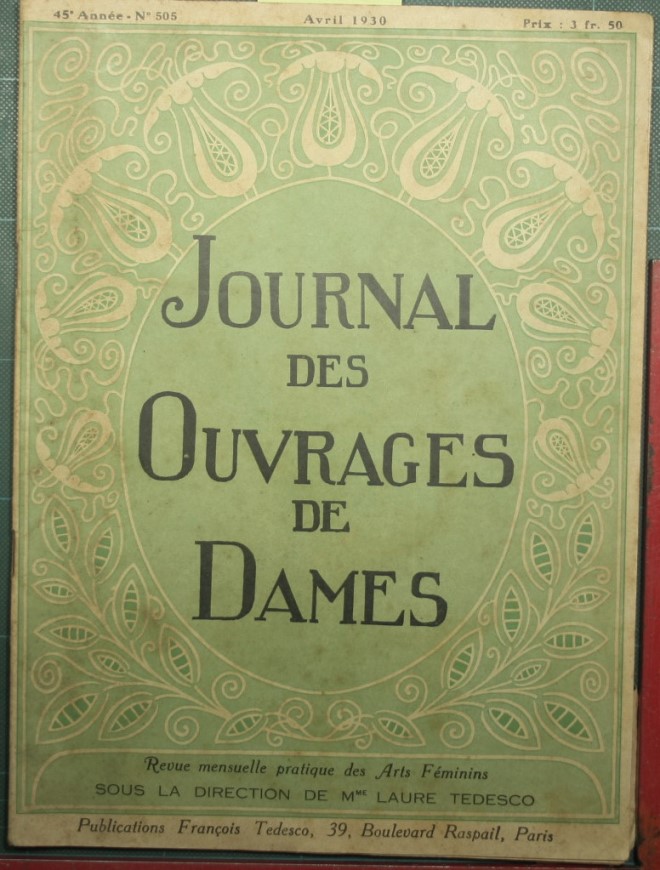 45e Année - No 505 Avril 1930 Prix : 3 fr. 50
JOURNAL
DES
OUVRAGES
DE
DAMES
Revue mensuelle pratique des Arts Féminins
SOUS LA DIRECTION DE MME LAURE TEDESCO
Publications François Tedesco, 39, Boulevard Raspail, Paris